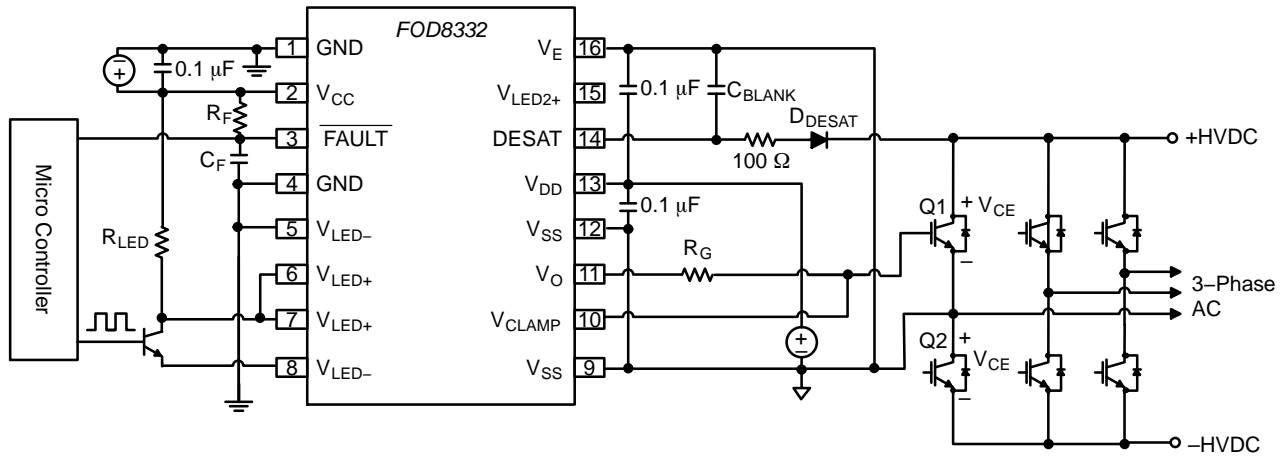 FOD8332
1 GND
2 VCC
3 FAULT
4 GND
5 VLED–
6 VLED+
7 VLED+
8 VLED–
VE 16
VLED2+ 15
DESAT 14
VDD 13
VSS 12
VO 11
VCLAMP 10
VSS 9
– +
0.1 μF
RF
CF
RLED
Micro Controller
0.1 μF
CBLANK
DDESAT
100 Ω
0.1 μF
RG
+ –
+HVDC
Q1
+ VCE
–
3–Phase
AC
Q2
+
VCE
–
–HVDC